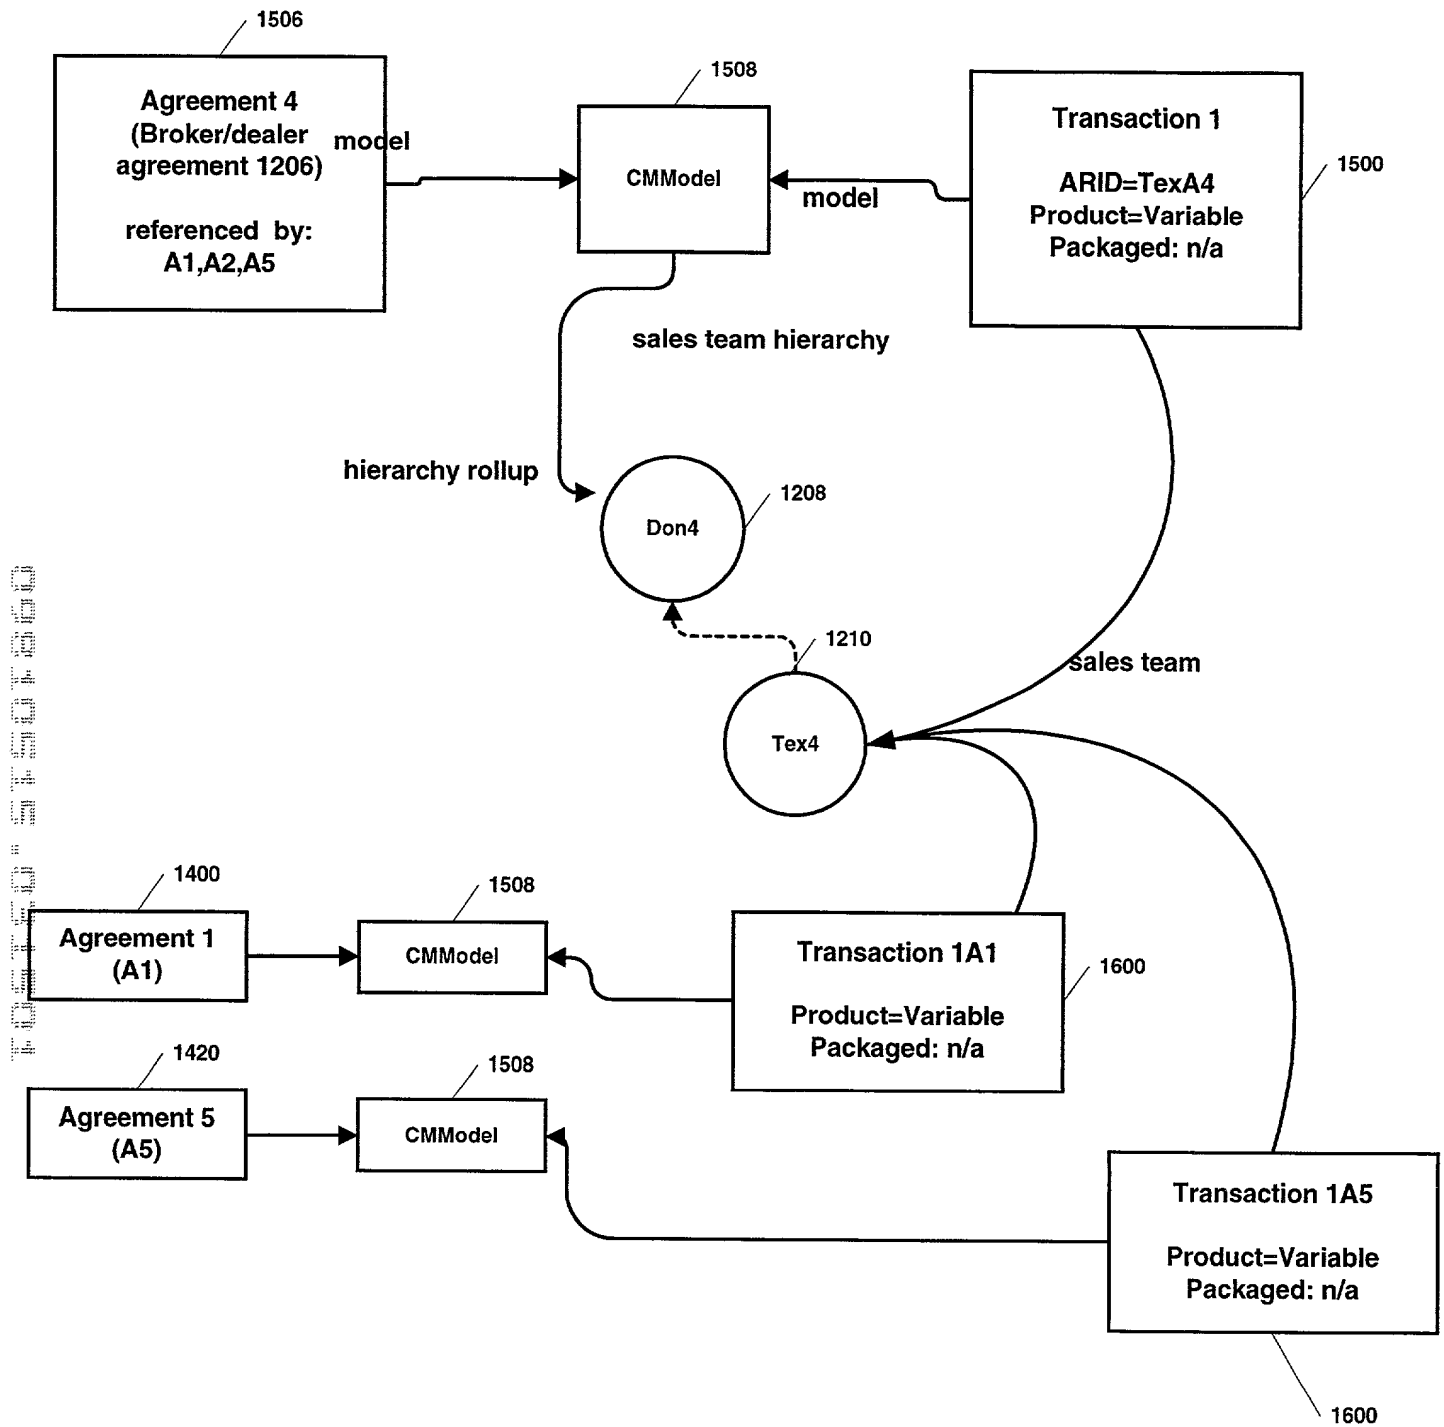 1506
Agreement 4
(Broker/dealer
agreement 1206)
referenced by:
A1,A2,A5
model
1508
CMModel
model
Transaction 1
ARID=TexA4
Product=Variable
Packaged: n/a
1500
sales team hierarchy
hierarchy rollup
Don4
1208
1210
Tex4
sales team
1400
Agreement 1
(A1)
1508
CMModel
Transaction 1A1
Product=Variable
Packaged: n/a
1600
1420
Agreement 5
(A5)
1508
CMModel
Transaction 1A5
Product=Variable
Packaged: n/a
1600